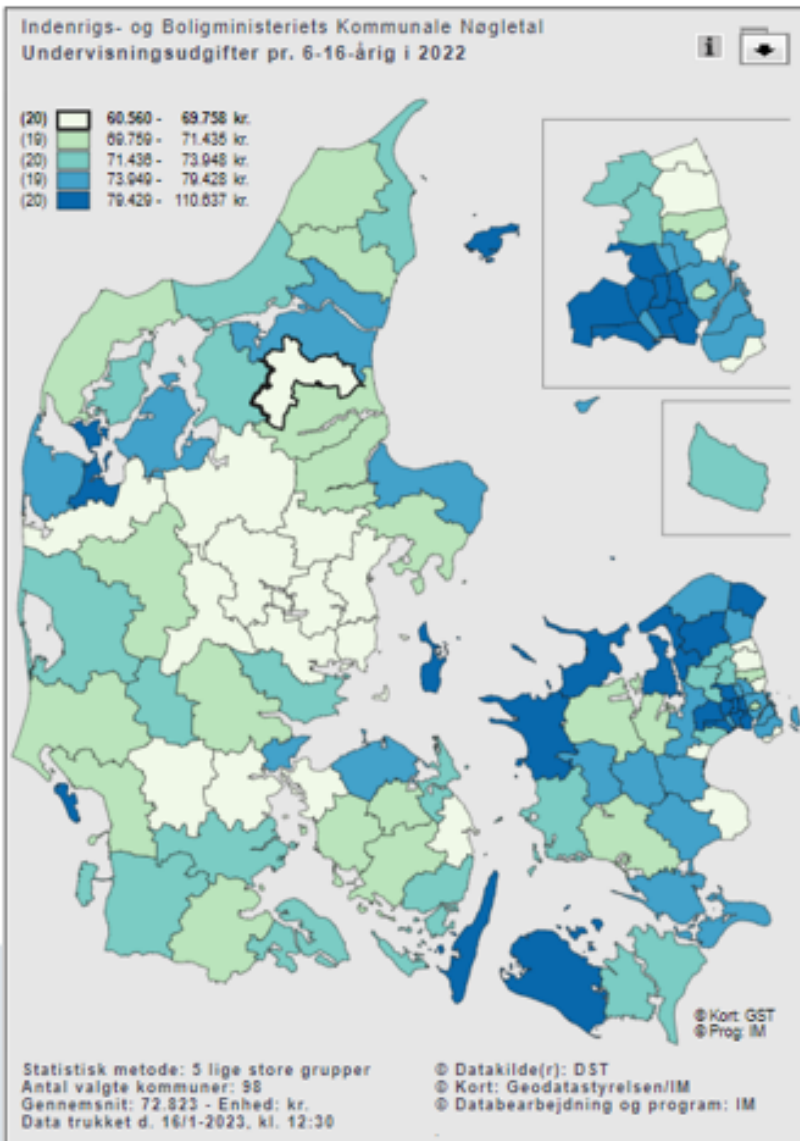 Indenrigs- og Boligministeriets Kommunale Nøgletal
Undervisningsudgifter pr. 6-16-årig i 2022
i
(20) 60.560 - 69.758 kr.
(19) 69.759 - 71.435 kr.
(20) 71.436 - 73.948 kr.
(19) 73.949 - 79.428 kr.
(20) 79.429 - 110.637 kr.
© Kort: GST
© Prog: IM
Statistisk metode: 5 lige store grupper
Antal valgte kommuner: 98
Gennemsnit: 72.823 - Enhed: kr.
Data trukket d. 16/1-2023, kl. 12:30
© Datakilde(r): DST
© Kort: Geodatastyrelsen/IM
© Databearbejdning og program: IM